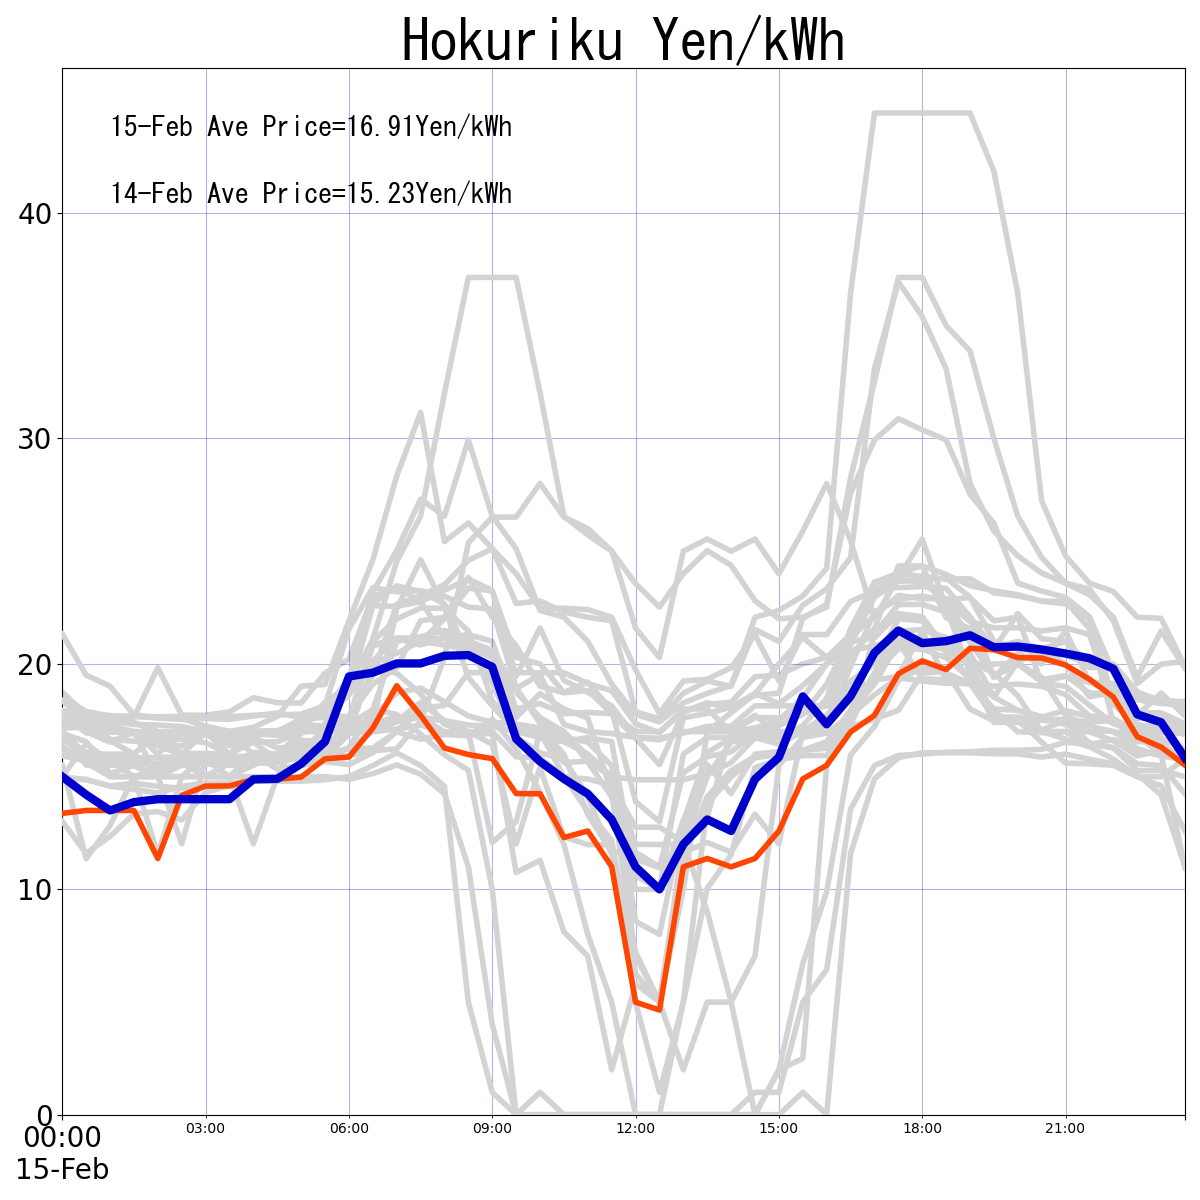 Hokuriku Yen/kWh
15-Feb Ave Price=16.91Yen/kWh
14-Feb Ave Price=15.23Yen/kWh
40
30
20
10
0
00:00 03:00 06:00 09:00 12:00 15:00 18:00 21:00
15-Feb